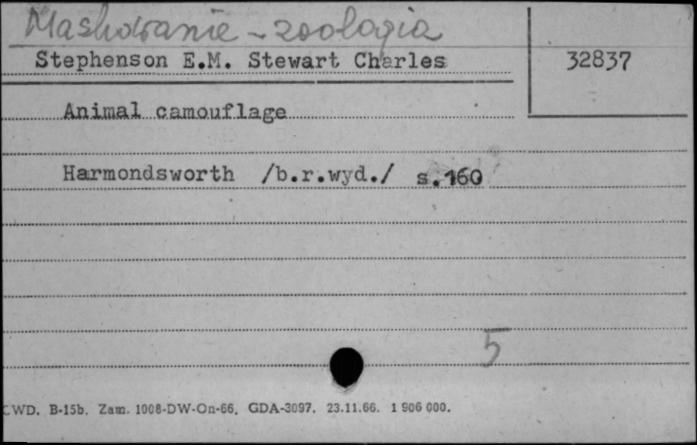 Maskowanie - zoologia
Stephenson E.M. Stewart Charles
32837
Animal camouflage
Harmondsworth /b.r.wyd./ s.160
5
CWD. B-15b. Zam. 1008-DW-On-66. GDA-3097. 23.11.66. 1 906 000.